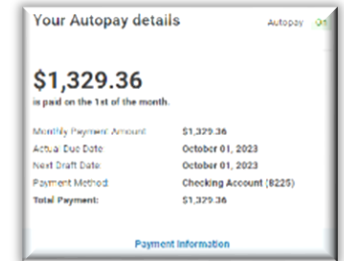 Your Autopay details
Autopay On
$1,329.36
is paid on the 1st of the month.
Monthly Payment Amount $1,329.36
Actual Due Date October 01, 2023
Next Draft Date October 01, 2023
Payment Method Checking Account (8225)
Total Payment: $1,329.36
Payment Information